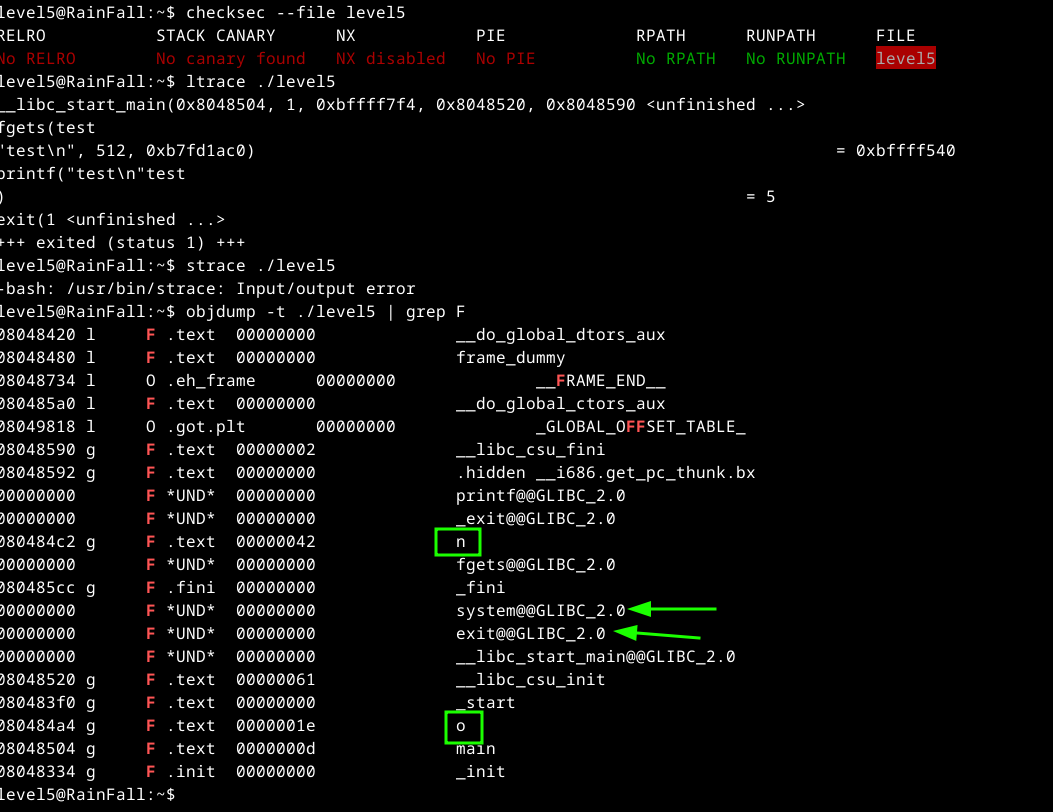 level5@RainFall:~$ checksec --file level5
RELRO STACK CANARY NX PIE RPATH RUNPATH FILE
No RELRO No canary found NX disabled No PIE No RPATH No RUNPATH level5
level5@RainFall:~$ ltrace ./level5
__libc_start_main(0x8048504, 1, 0xbffff7f4, 0x8048520, 0x8048590 <unfinished ...>
fgets(test
"test\n", 512, 0xb7fd1ac0) = 0xbffff540
printf("test\n"test
) = 5
exit(1 <unfinished ...>
+++ exited (status 1) +++
level5@RainFall:~$ strace ./level5
-bash: /usr/bin/strace: Input/output error
level5@RainFall:~$ objdump -t ./level5 | grep F
08048420 l F .text 00000000 __do_global_dtors_aux
08048480 l F .text 00000000 frame_dummy
08048734 l O .eh_frame 00000000 __FRAME_END__
080485a0 l F .text 00000000 __do_global_ctors_aux
08049818 l O .got.plt 00000000 _GLOBAL_OFFSET_TABLE_
08048590 g F .text 00000002 __libc_csu_fini
08048592 g F .text 00000000 .hidden __i686.get_pc_thunk.bx
00000000 F *UND* 00000000 printf@@GLIBC_2.0
00000000 F *UND* 00000000 _exit@@GLIBC_2.0
080484c2 g F .text 00000042 n
00000000 F *UND* 00000000 fgets@@GLIBC_2.0
080485cc g F .fini 00000000 _fini
00000000 F *UND* 00000000 system@@GLIBC_2.0
00000000 F *UND* 00000000 exit@@GLIBC_2.0
00000000 F *UND* 00000000 __libc_start_main@@GLIBC_2.0
08048520 g F .text 00000061 __libc_csu_init
080483f0 g F .text 00000000 _start
080484a4 g F .text 0000001e o
08048504 g F .text 0000000d main
08048334 g F .init 00000000 _init
level5@RainFall:~$